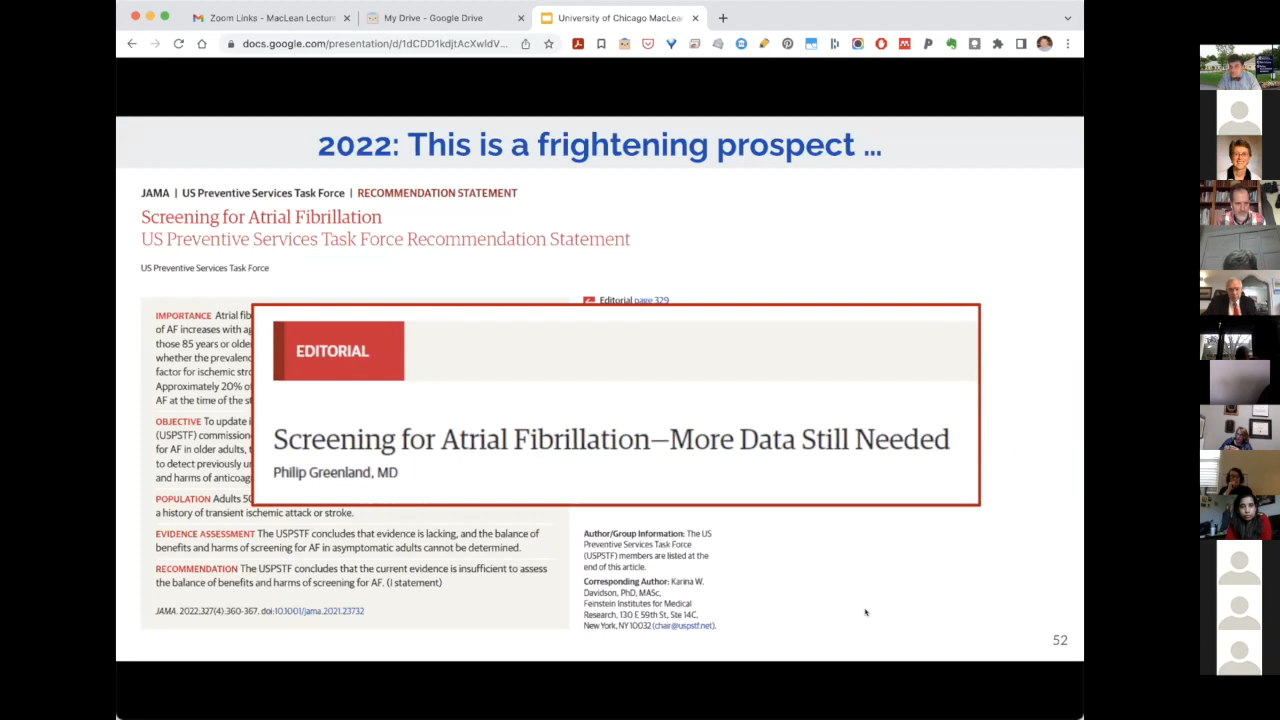 Zoom Links - MacLean Lectur
My Drive - Google Drive
University of Chicago MacLea
docs.google.com/presentation/d/1dCDD1kdjtAcXwldV...
2022: This is a frightening prospect ...
JAMA | US Preventive Services Task Force | RECOMMENDATION STATEMENT
Screening for Atrial Fibrillation
US Preventive Services Task Force Recommendation Statement
US Preventive Services Task Force
Editorial page 329
IMPORTANCE Atrial fib
of AF increases with ag
those 85 years or older
whether the prevalenc
factor for ischemic stro
Approximately 20% of
AF at the time of the st
OBJECTIVE To update i
(USPSTF) commission
for AF in older adults, t
to detect previously un
and harms of anticoag
POPULATION Adults 50
a history of transient ischemic attack or stroke.
EVIDENCE ASSESSMENT The USPSTF concludes that evidence is lacking, and the balance of
benefits and harms of screening for AF in asymptomatic adults cannot be determined.
RECOMMENDATION The USPSTF concludes that the current evidence is insufficient to assess
the balance of benefits and harms of screening for AF. (I statement)
JAMA. 2022;327(4):360-367. doi:10.1001/jama.2021.23732
EDITORIAL
Screening for Atrial Fibrillation—More Data Still Needed
Philip Greenland, MD
Author/Group Information: The US
Preventive Services Task Force
(USPSTF) members are listed at the
end of this article.
Corresponding Author: Karina W.
Davidson, PhD, MASc,
Feinstein Institutes for Medical
Research, 130 E 59th St, Ste 14C,
New York, NY 10032 (chair@uspstf.net).
52